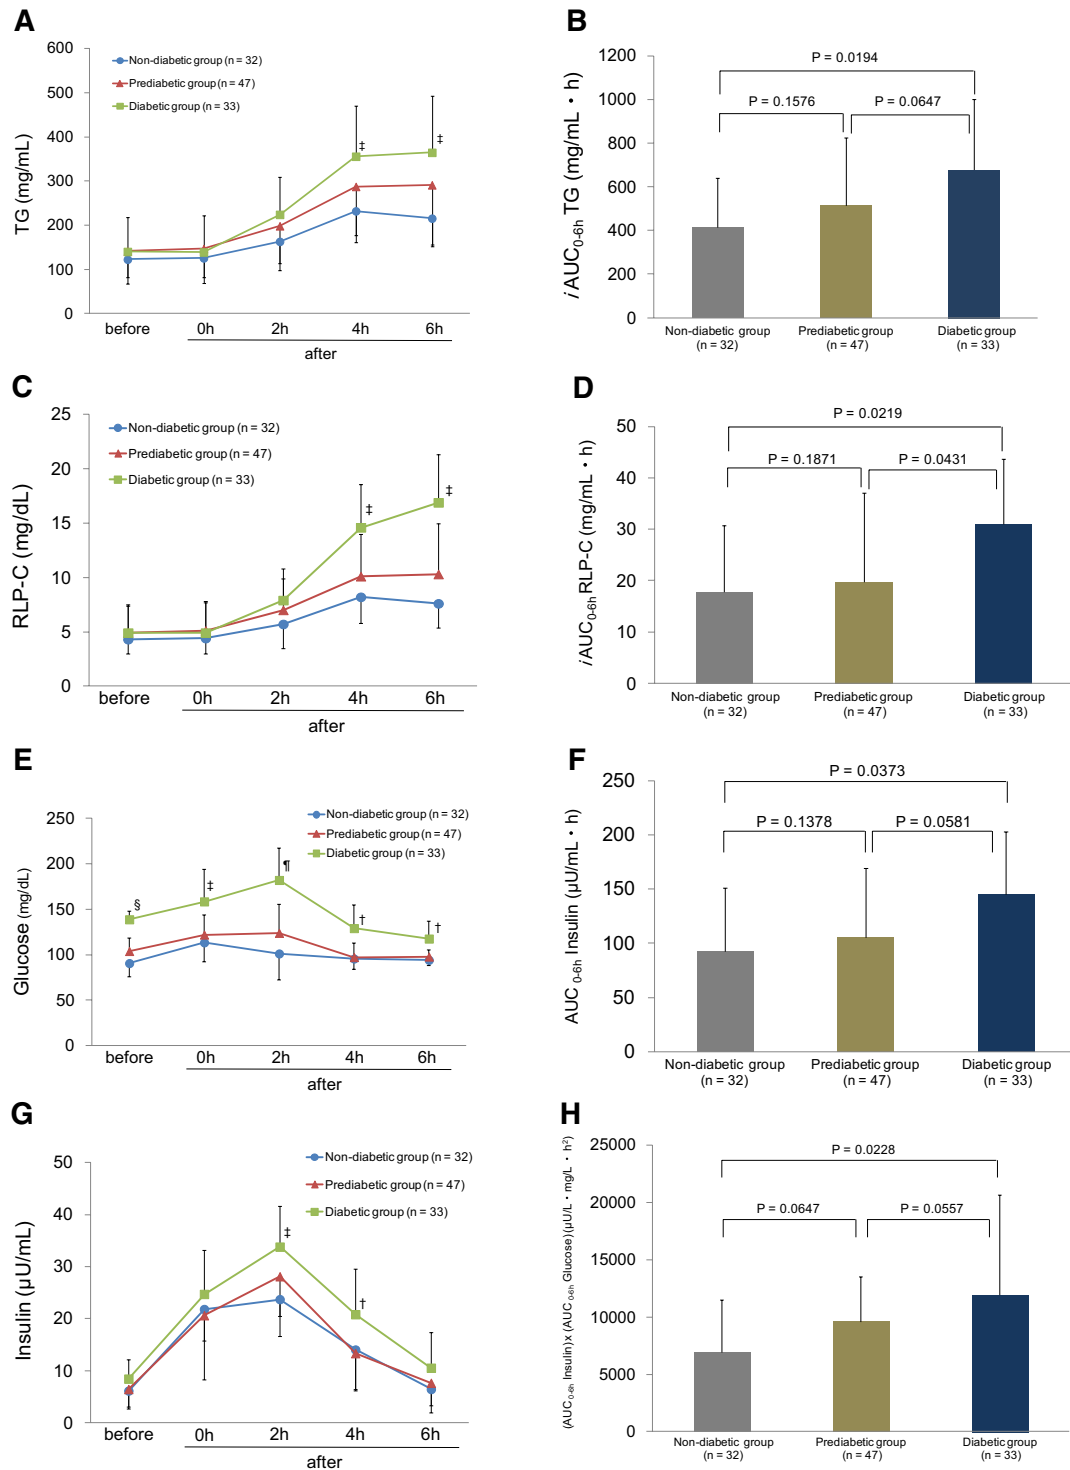 A
TG (mg/mL)
600
500
400
300
200
100
0
Non-diabetic group (n = 32)
Prediabetic group (n = 47)
Diabetic group (n = 33)
‡
‡
before
0h
2h
4h
6h
after
B
iAUC0-6h TG (mg/mL・h)
1200
1000
800
600
400
200
0
P = 0.0194
P = 0.1576
P = 0.0647
Non-diabetic group
(n = 32)
Prediabetic group
(n = 47)
Diabetic group
(n = 33)
C
RLP-C (mg/dL)
25
20
15
10
5
0
Non-diabetic group (n = 32)
Prediabetic group (n = 47)
Diabetic group (n = 33)
‡
‡
before
0h
2h
4h
6h
after
D
iAUC0-6h RLP-C (mg/mL・h)
50
40
30
20
10
0
P = 0.0219
P = 0.1871
P = 0.0431
Non-diabetic group
(n = 32)
Prediabetic group
(n = 47)
Diabetic group
(n = 33)
E
Glucose (mg/dL)
250
200
150
100
50
0
Non-diabetic group (n = 32)
Prediabetic group (n = 47)
Diabetic group (n = 33)
§
‡
¶
†
†
before
0h
2h
4h
6h
after
F
AUC 0-6h Insulin (µU/mL・h)
250
200
150
100
50
0
P = 0.0373
P = 0.1378
P = 0.0581
Non-diabetic group
(n = 32)
Prediabetic group
(n = 47)
Diabetic group
(n = 33)
G
Insulin (µU/mL)
50
40
30
20
10
0
Non-diabetic group (n = 32)
Prediabetic group (n = 47)
Diabetic group (n = 33)
‡
†
before
0h
2h
4h
6h
after
H
(AUC 0-6h Insulin) x (AUC 0-6h Glucose) (µU/L・mg/L・h²)
25000
20000
15000
10000
5000
0
P = 0.0228
P = 0.0647
P = 0.0557
Non-diabetic group
(n = 32)
Prediabetic group
(n = 47)
Diabetic group
(n = 33)